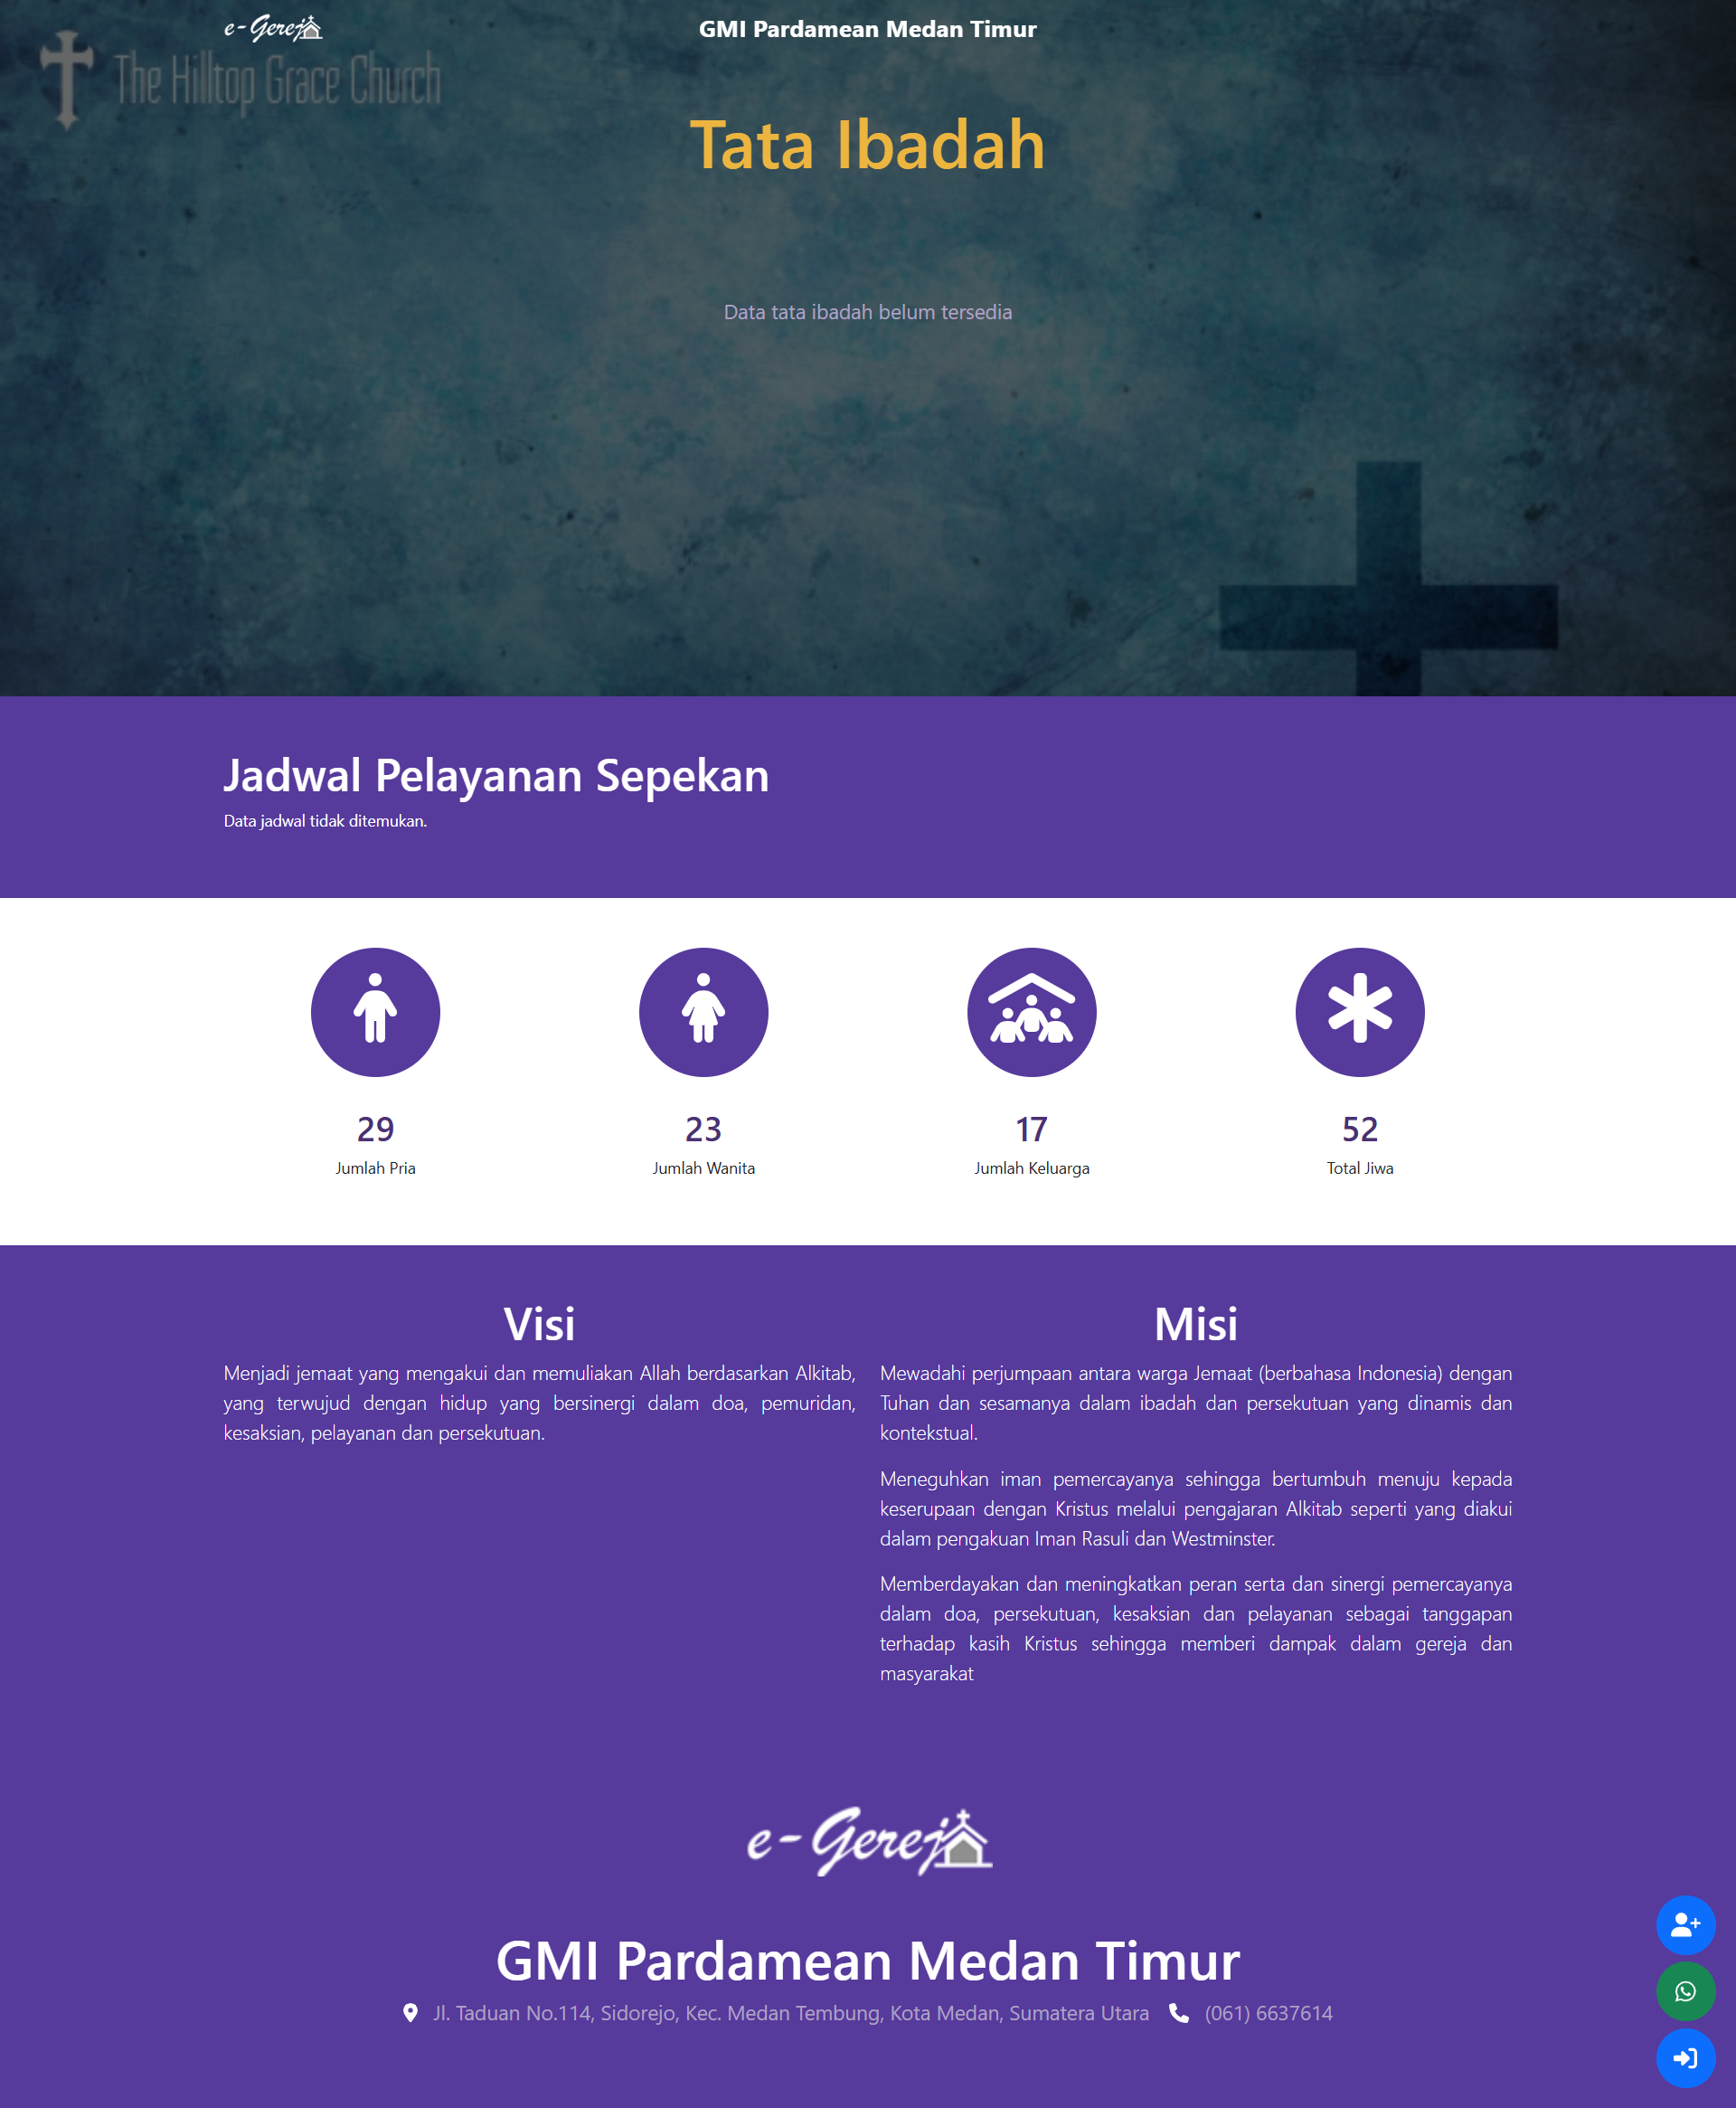 e-Gereja
GMI Pardamean Medan Timur
The Hilltop Grace Church
Tata Ibadah
Data tata ibadah belum tersedia
Jadwal Pelayanan Sepekan
Data jadwal tidak ditemukan.
29
Jumlah Pria
23
Jumlah Wanita
17
Jumlah Keluarga
52
Total Jiwa
Visi
Menjadi jemaat yang mengakui dan memuliakan Allah berdasarkan Alkitab,
yang terwujud dengan hidup yang bersinergi dalam doa, pemuridan,
kesaksian, pelayanan dan persekutuan.
Misi
Mewadahi perjumpaan antara warga Jemaat (berbahasa Indonesia) dengan
Tuhan dan sesamanya dalam ibadah dan persekutuan yang dinamis dan
kontekstual.
Meneguhkan iman pemercayanya sehingga bertumbuh menuju kepada
keserupaan dengan Kristus melalui pengajaran Alkitab seperti yang diakui
dalam pengakuan Iman Rasuli dan Westminster.
Memberdayakan dan meningkatkan peran serta dan sinergi pemercayanya
dalam doa, persekutuan, kesaksian dan pelayanan sebagai tanggapan
terhadap kasih Kristus sehingga memberi dampak dalam gereja dan
masyarakat
e-Gereja
GMI Pardamean Medan Timur
Jl. Taduan No.114, Sidorejo, Kec. Medan Tembung, Kota Medan, Sumatera Utara (061) 6637614